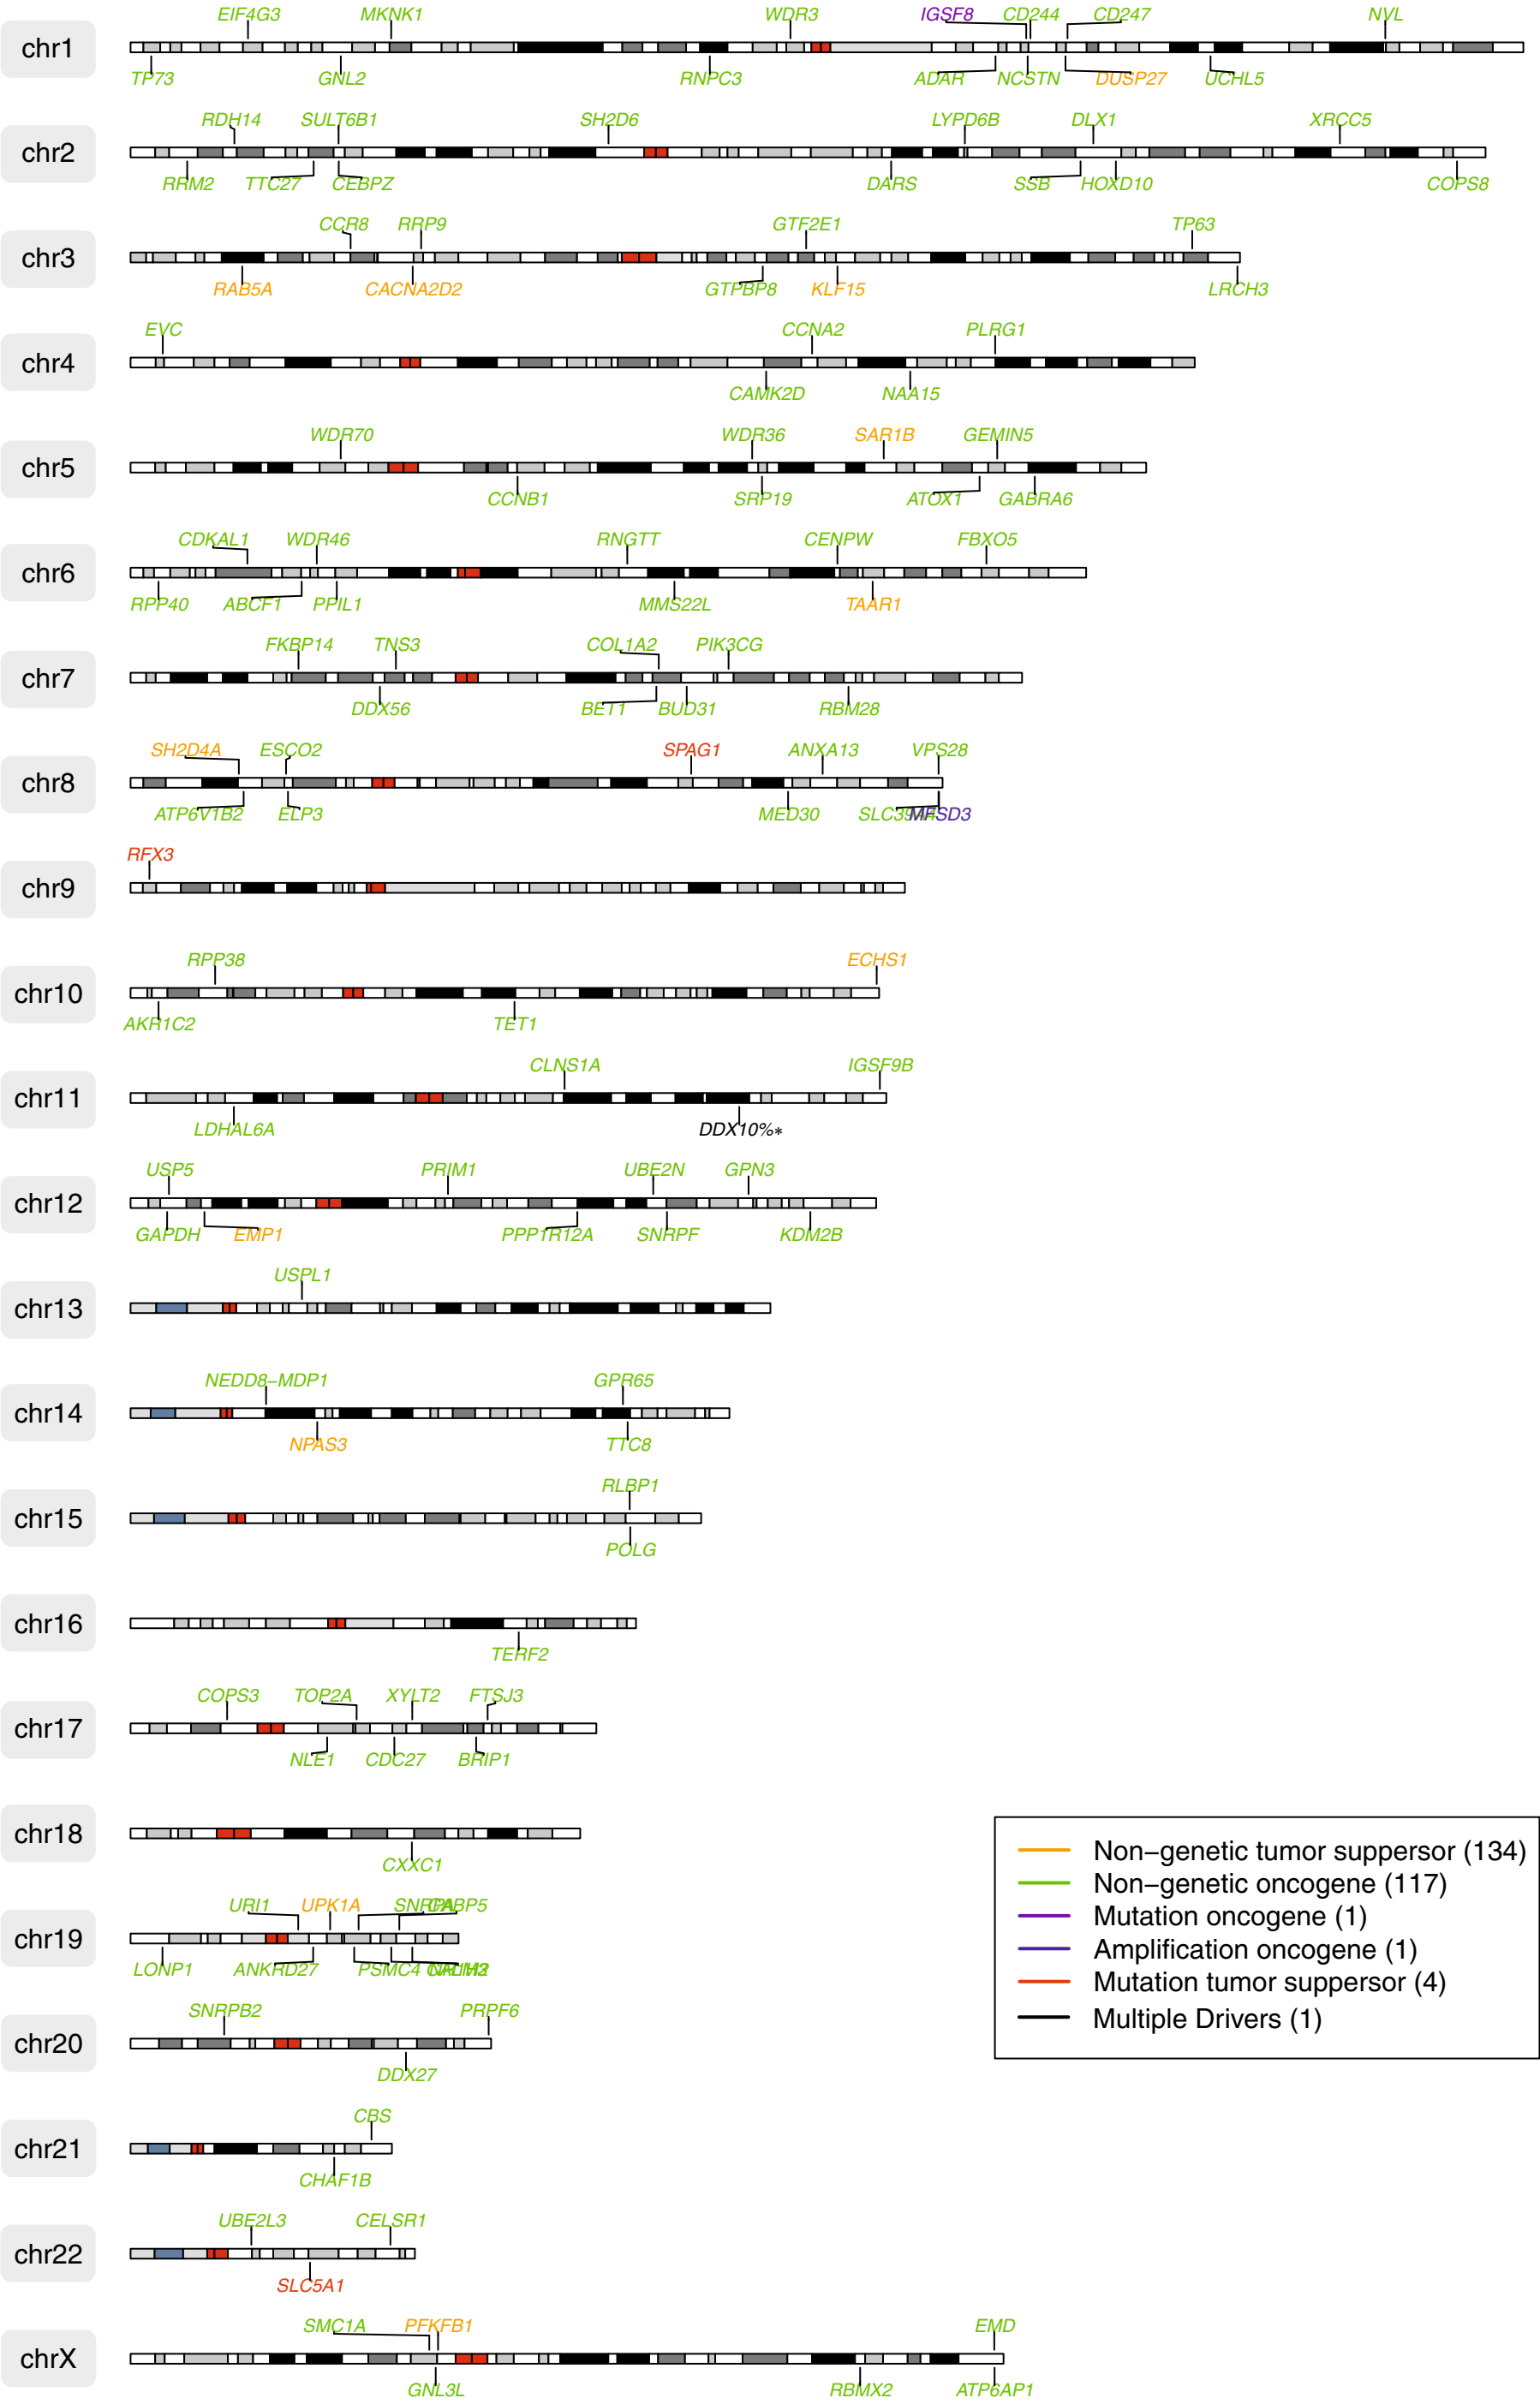 EIF4G3 MKNK1 WDR3 IGSF8 CD244 CD247 NVL
chr1
TP73 GNL2 RNPC3 ADAR NCSTN DUSP27 UCHL5
RDH14 SULT6B1 SH2D6 LYPD6B DLX1 XRCC5
chr2
RRM2 TTC27 CEBPZ DARS SSB HOXD10 COPS8
CCR8 RRP9 GTF2E1 TP63
chr3
RAB5A CACNA2D2 GTPBP8 KLF15 LRCH3
EVC CCNA2 PLRG1
chr4
CAMK2D NAA15
WDR70 WDR36 SAR1B GEMIN5
chr5
CCNB1 SRP19 ATOX1 GABRA6
CDKAL1 WDR46 RNGTT CENPW FBXO5
chr6
RPP40 ABCF1 PPIL1 MMS22L TAAR1
FKBP14 TNS3 COL1A2 PIK3CG
chr7
DDX56 BET1 BUD31 RBM28
SH2D4A ESCO2 SPAG1 ANXA13 VPS28
chr8
ATP6V1B2 ELP3 MED30 MFSD3
RFX3
chr9
RPP38 ECHS1
chr10
AKR1C2 TET1
CLNS1A IGSF9B
chr11
LDHAL6A DDX10%*
USP5 PRIM1 UBE2N GPN3
chr12
GAPDH EMP1 PPP1R12A SNRPF KDM2B
USPL1
chr13
NEDD8−MDP1 GPR65
chr14
NPAS3 TTC8
RLBP1
chr15
POLG
chr16
TERF2
COPS3 TOP2A XYLT2 FTSJ3
chr17
NLE1 CDC27 BRIP1
chr18
CXXC1
Non−genetic tumor suppersor (134)
Non−genetic oncogene (117)
Mutation oncogene (1)
Amplification oncogene (1)
Mutation tumor suppersor (4)
Multiple Drivers (1)
URI1 UPK1A SNRPA CABP5
chr19
LONP1 ANKRD27 PSMC4
SNRPB2 PRPF6
chr20
DDX27
CBS
chr21
CHAF1B
UBE2L3 CELSR1
chr22
SLC5A1
SMC1A PFKFB1 EMD
chrX
GNL3L RBMX2 ATP6AP1